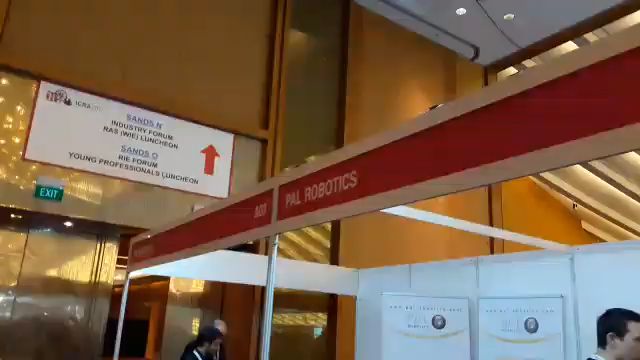 ICRA
SANDS N
INDUSTRY FORUM
RAS (WIE) LUNCHEON
SANDS O
RIE FORUM
YOUNG PROFESSIONALS LUNCHEON
EXIT
PAL ROBOTICS